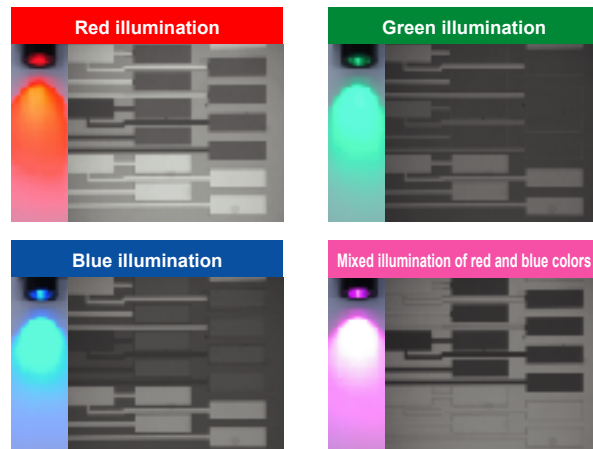 Red illumination
Green illumination
Blue illumination
Mixed illumination of red and blue colors